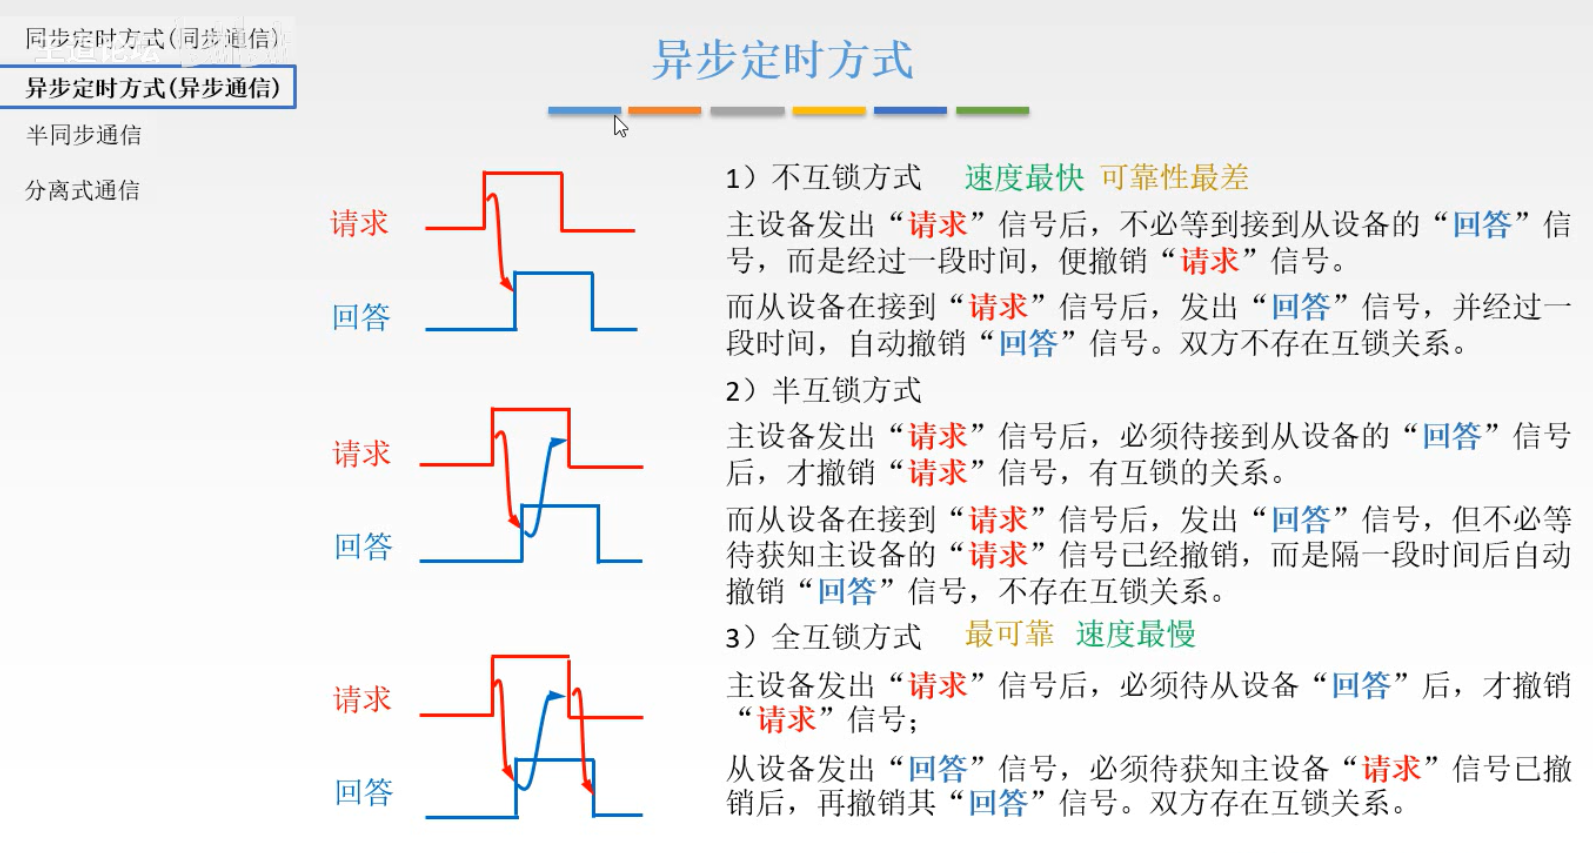 同步定时方式(同步通信)
王道论坛
异步定时方式(异步通信)
半同步通信
分离式通信
异步定时方式
请求
回答
1）不互锁方式 速度最快 可靠性最差
主设备发出“请求”信号后，不必等到接到从设备的“回答”信
号，而是经过一段时间，便撤销“请求”信号。
而从设备在接到“请求”信号后，发出“回答”信号，并经过一
段时间，自动撤销“回答”信号。双方不存在互锁关系。
请求
回答
2）半互锁方式
主设备发出“请求”信号后，必须待接到从设备的“回答”信号
后，才撤销“请求”信号，有互锁的关系。
而从设备在接到“请求”信号后，发出“回答”信号，但不必等
待获知主设备的“请求”信号已经撤销，而是隔一段时间后自动
撤销“回答”信号，不存在互锁关系。
请求
回答
3）全互锁方式 最可靠 速度最慢
主设备发出“请求”信号后，必须待从设备“回答”后，才撤销
“请求”信号；
从设备发出“回答”信号，必须待获知主设备“请求”信号已撤
销后，再撤销其“回答”信号。双方存在互锁关系。